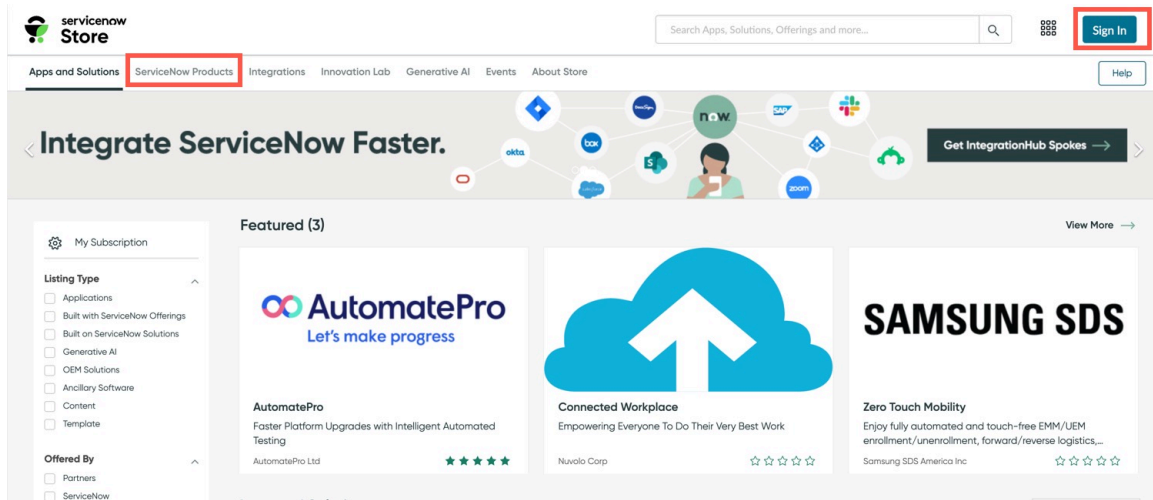 servicenow
Store
Search Apps, Solutions, Offerings and more...
Sign In
Apps and Solutions ServiceNow Products Integrations Innovation Lab Generative AI Events About Store
Help
Integrate ServiceNow Faster.
okta
box
DocuSign
now.
SAP
S
zoom
Get IntegrationHub Spokes →
My Subscription
Listing Type
Applications
Built with ServiceNow Offerings
Built on ServiceNow Solutions
Generative AI
OEM Solutions
Ancillary Software
Content
Template
Offered By
Partners
ServiceNow
Featured (3)
View More →
AutomatePro
Let's make progress
AutomatePro
Faster Platform Upgrades with Intelligent Automated
Testing
AutomatePro Ltd
Connected Workplace
Empowering Everyone To Do Their Very Best Work
Nuvolo Corp
SAMSUNG SDS
Zero Touch Mobility
Enjoy fully automated and touch-free EMM/UEM
enrollment/unenrollment, forward/reverse logistics,...
Samsung SDS America Inc